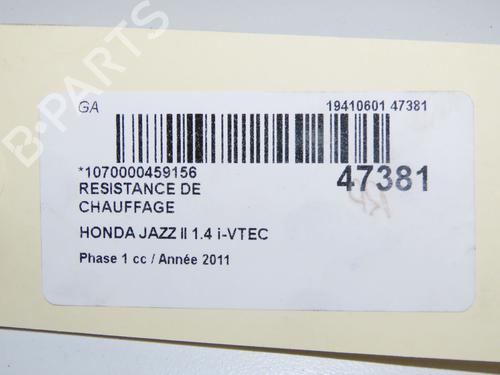 GA
19410601 47381
*1070000459156
47381
RESISTANCE DE
CHAUFFAGE
HONDA JAZZ II 1.4 i-VTEC
Phase 1 cc / Année 2011
B-PARTS